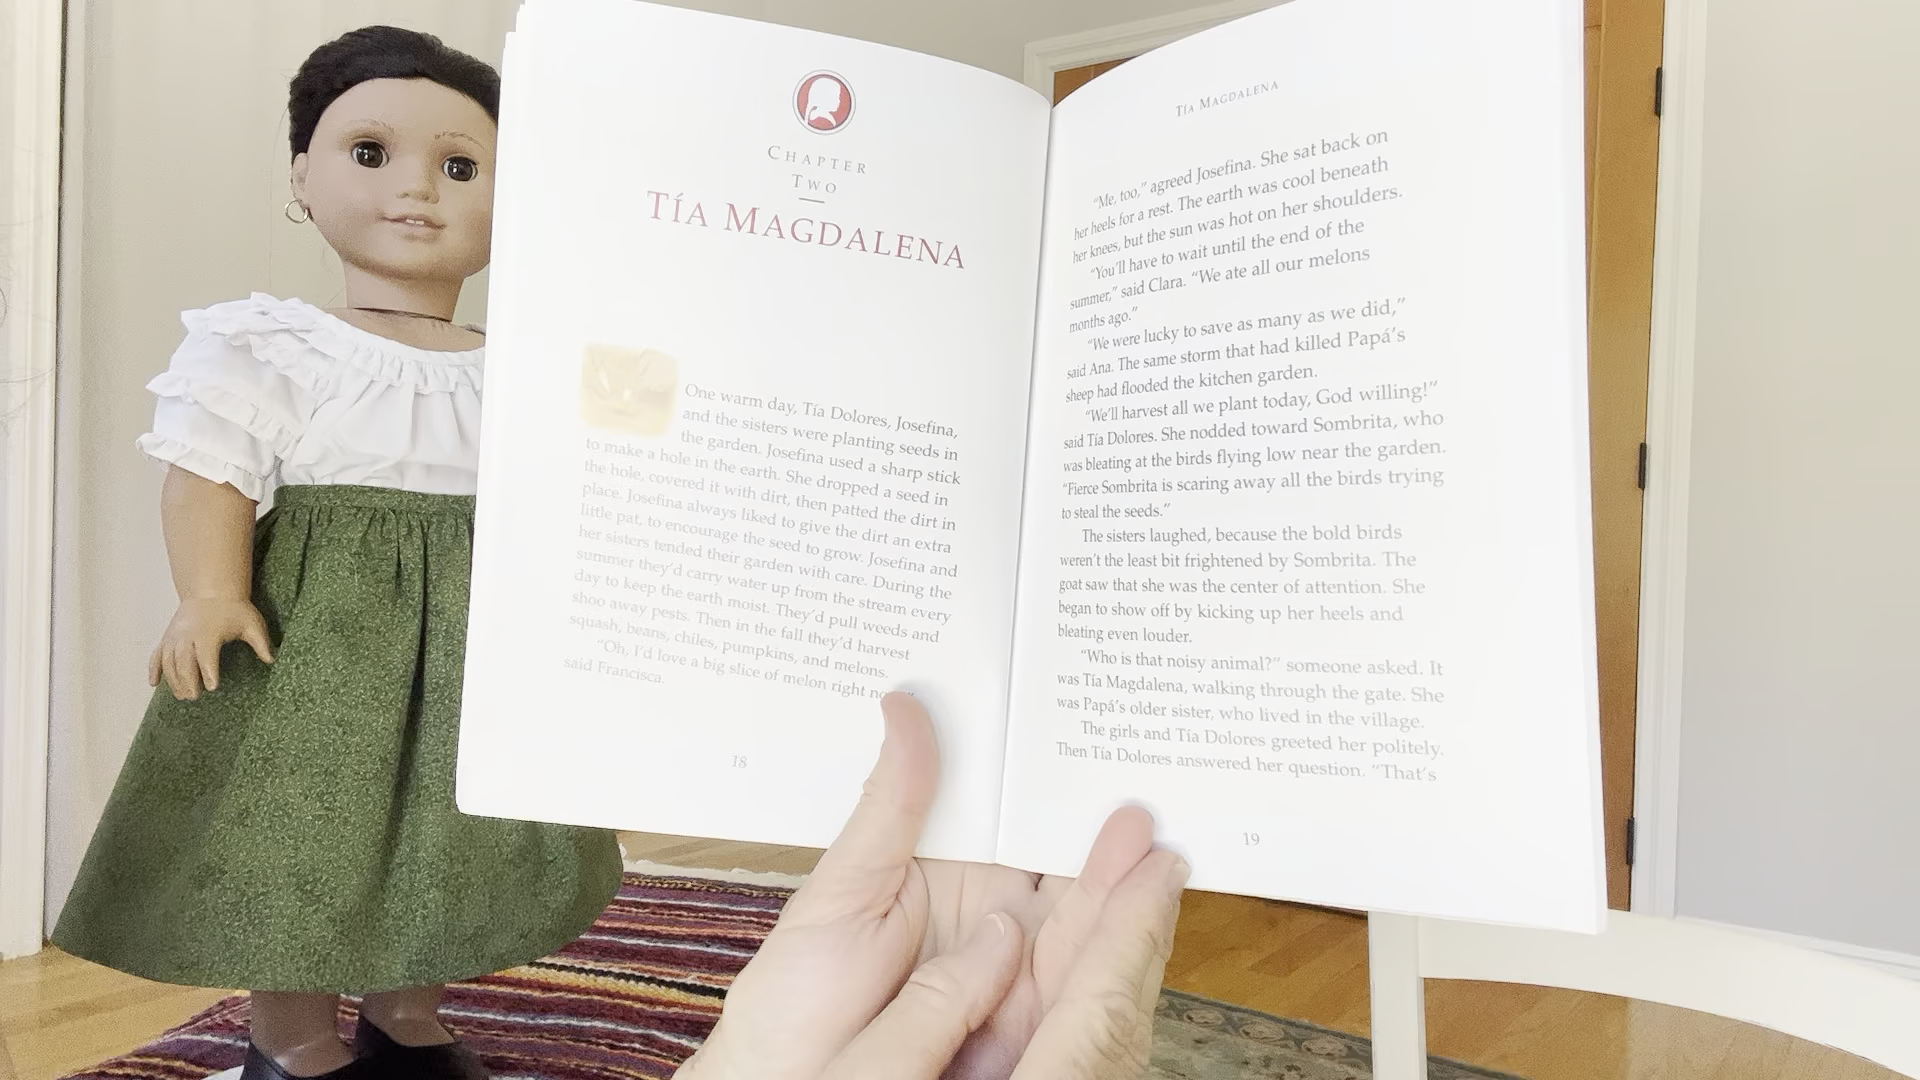 CHAPTER
TWO
TÍA MAGDALENA
One warm day, Tía Dolores, Josefina,
and the sisters were planting seeds in
the garden. Josefina used a sharp stick
to make a hole in the earth. She dropped a seed in
the hole, covered it with dirt, then patted the dirt in
place. Josefina always liked to give the dirt an extra
little pat, to encourage the seed to grow. Josefina and
her sisters tended their garden with care. During the
summer they'd carry water up from the stream every
day to keep the earth moist. They'd pull weeds and
shoo away pests. Then in the fall they'd harvest
squash, beans, chiles, pumpkins, and melons.
“Oh, I'd love a big slice of melon right
said Francisca.
18
TÍA MAGDALENA
“Me, too,” agreed Josefina. She sat back on
her heels for a rest. The earth was cool beneath
her knees, but the sun was hot on her shoulders.
“You'll have to wait until the end of the
summer,” said Clara. “We ate all our melons
months ago.”
“We were lucky to save as many as we did,”
said Ana. The same storm that had killed Papá's
sheep had flooded the kitchen garden.
“We'll harvest all we plant today, God willing!”
said Tía Dolores. She nodded toward Sombrita, who
was bleating at the birds flying low near the garden.
“Fierce Sombrita is scaring away all the birds trying
to steal the seeds.”
The sisters laughed, because the bold birds
weren't the least bit frightened by Sombrita. The
goat saw that she was the center of attention. She
began to show off by kicking up her heels and
bleating even louder.
“Who is that noisy animal?” someone asked. It
was Tía Magdalena, walking through the gate. She
was Papá's older sister, who lived in the village.
The girls and Tía Dolores greeted her politely.
Then Tía Dolores answered her question. “That's
19